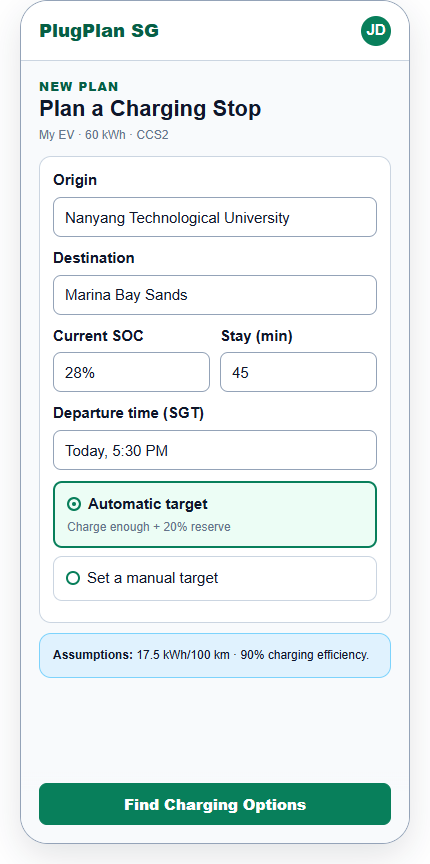 PlugPlan SG
JD
NEW PLAN
Plan a Charging Stop
My EV · 60 kWh · CCS2
Origin
Nanyang Technological University
Destination
Marina Bay Sands
Current SOC
Stay (min)
28%
45
Departure time (SGT)
Today, 5:30 PM
Automatic target
Charge enough + 20% reserve
Set a manual target
Assumptions: 17.5 kWh/100 km · 90% charging efficiency.
Find Charging Options